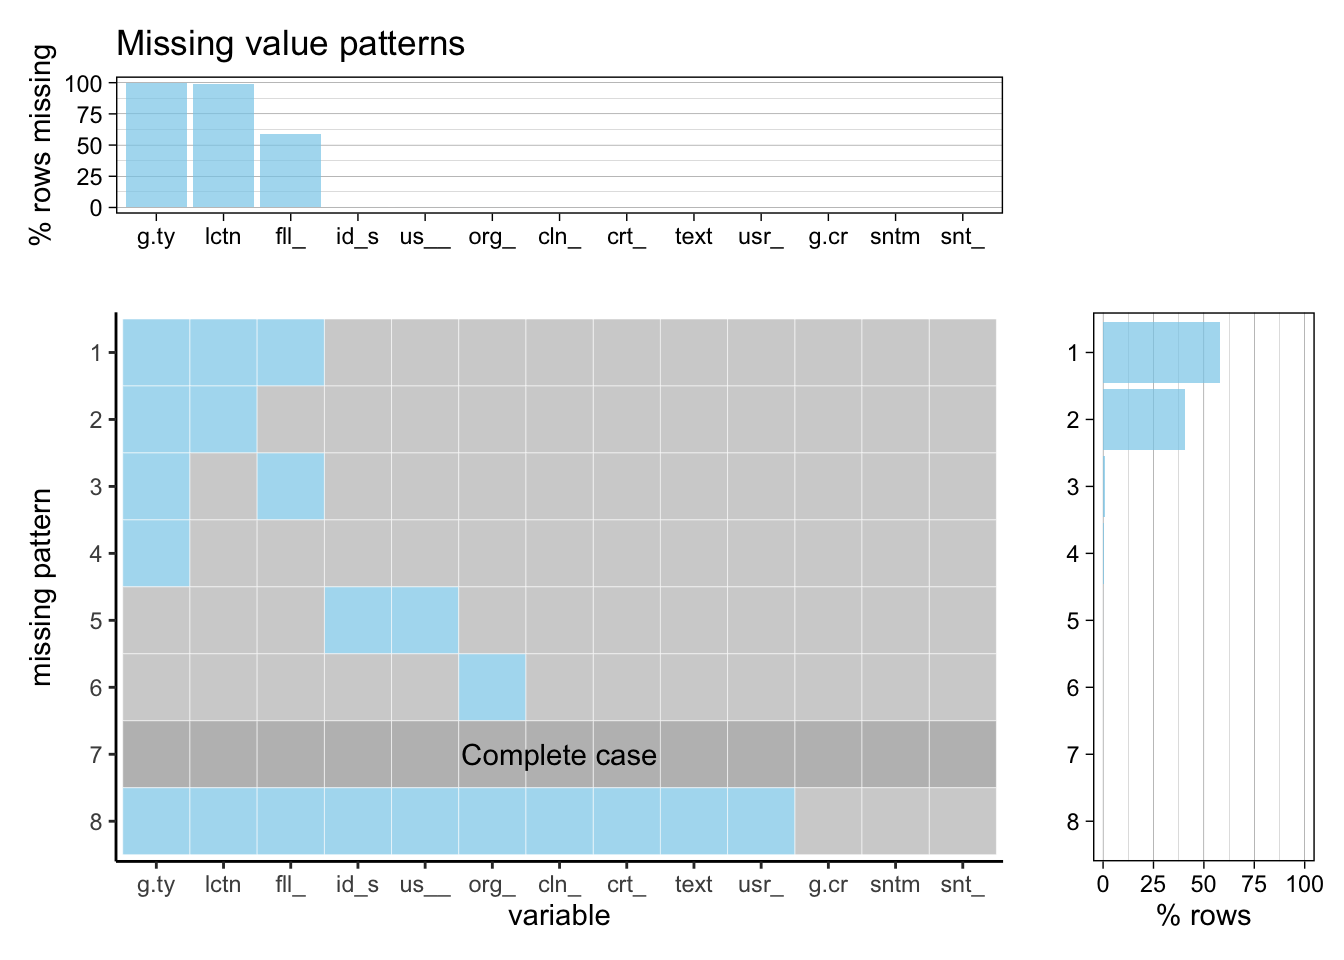 Missing value patterns
% rows missing
100
75
50
25
0
g.ty lctn fll_ id_s us__ org_ cln_ crt_ text usr_ g.cr sntm snt_
missing pattern
1
2
3
4
5
6
7
8
Complete case
g.ty lctn fll_ id_s us__ org_ cln_ crt_ text usr_ g.cr sntm snt_
variable
1
2
3
4
5
6
7
8
0 25 50 75 100
% rows